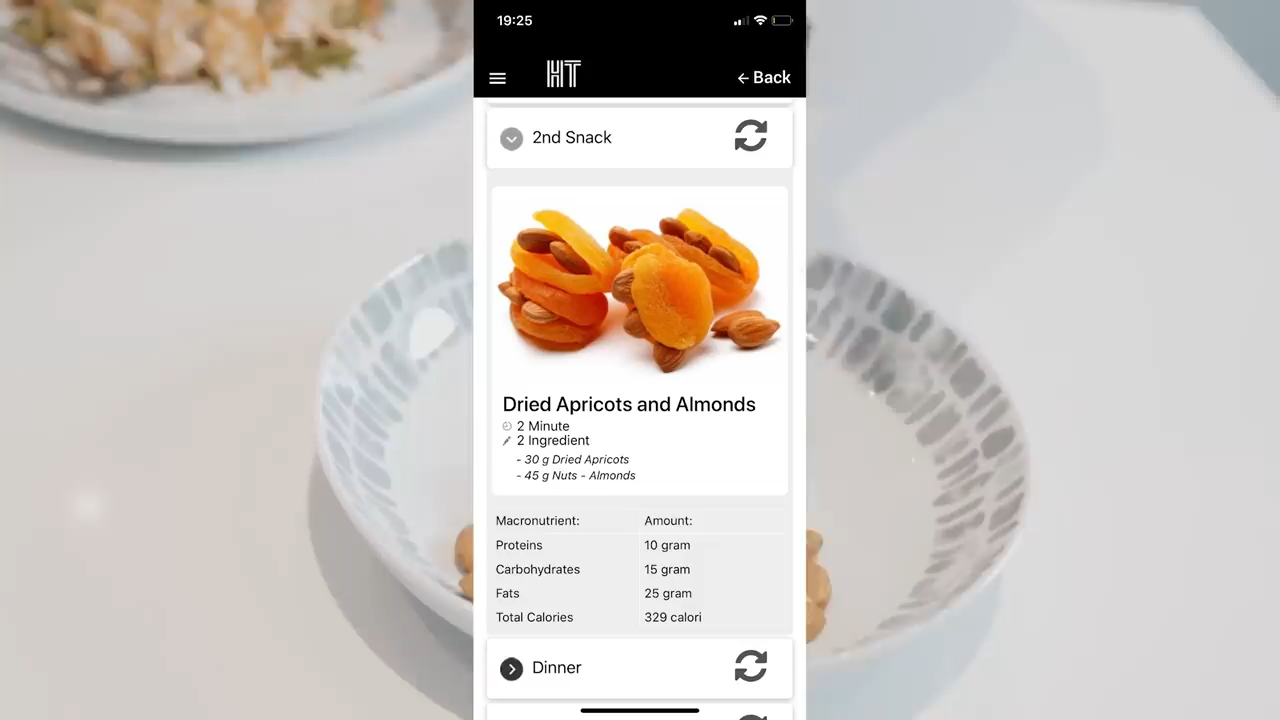 19:25
HT
← Back
2nd Snack
Dried Apricots and Almonds
2 Minute
2 Ingredient
- 30 g Dried Apricots
- 45 g Nuts - Almonds
Macronutrient: Amount:
Proteins 10 gram
Carbohydrates 15 gram
Fats 25 gram
Total Calories 329 calori
Dinner